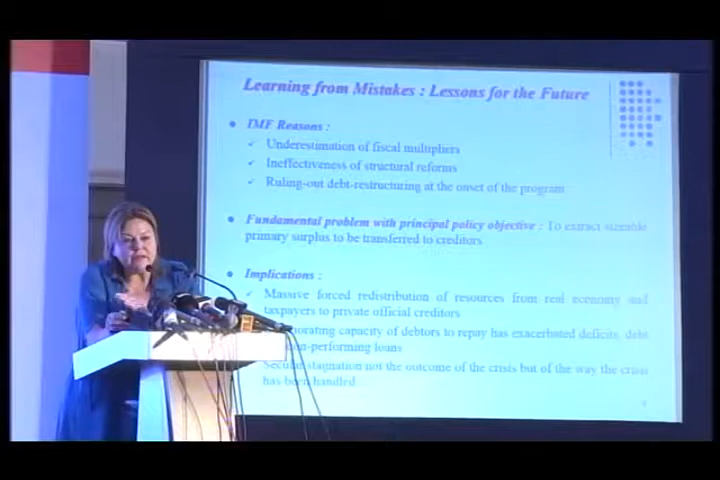 Learning from Mistakes : Lessons for the Future
IMF Reasons :
Underestimation of fiscal multipliers
Ineffectiveness of structural reforms
Ruling-out debt-restructuring at the onset of the program
Fundamental problem with principal policy objective : To extract sizeable
primary surplus to be transferred to creditors
Implications :
Massive forced redistribution of resources from real economy and
taxpayers to private official creditors
orating capacity of debtors to repay has exacerbated deficits, debt
non-performing loans
Secular stagnation not the outcome of the crisis but of the way the crisis
has been handled